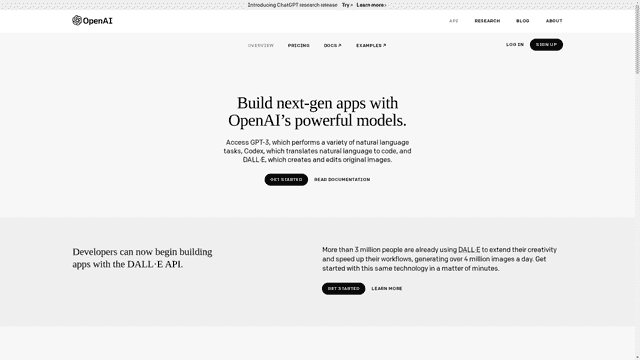 Introducing ChatGPT research release Try↗ Learn more›
OpenAI
API RESEARCH BLOG ABOUT
OVERVIEW PRICING DOCS↗ EXAMPLES↗
LOG IN SIGN UP
Build next-gen apps with
OpenAI’s powerful models.
Access GPT-3, which performs a variety of natural language
tasks, Codex, which translates natural language to code, and
DALL·E, which creates and edits original images.
GET STARTED READ DOCUMENTATION
Developers can now begin building
apps with the DALL·E API.
More than 3 million people are already using DALL·E to extend their creativity
and speed up their workflows, generating over 4 million images a day. Get
started with this same technology in a matter of minutes.
GET STARTED LEARN MORE